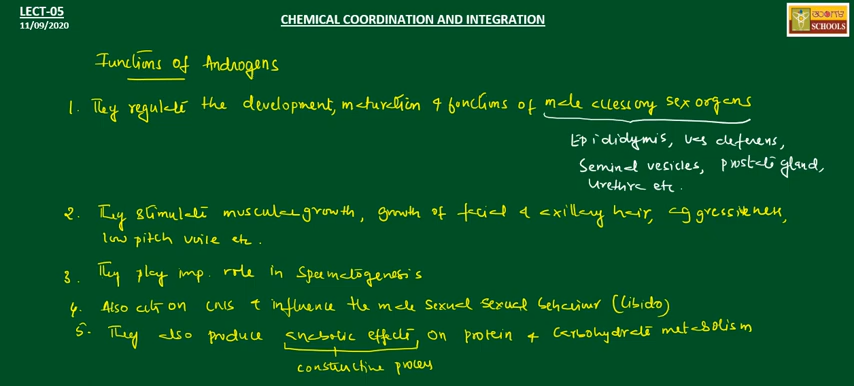 LECT-05
11/09/2020
CHEMICAL COORDINATION AND INTEGRATION
SCHOOLS
Functions of Androgens
1. They regulate the development, maturation & functions of male accessory sex organs
Epididymis, vas deferens,
Seminal vesicles, prostate gland,
Urethra etc.
2. They stimulate muscular growth, growth of facial & axillary hair, aggressiveness,
low pitch voice etc.
3. They play imp. role in Spermatogenesis
4. Also act on CNS & influence the male sexual sexual behaviour (Libido)
5. They also produce anabolic effects, on protein & carbohydrate metabolism
constructive process